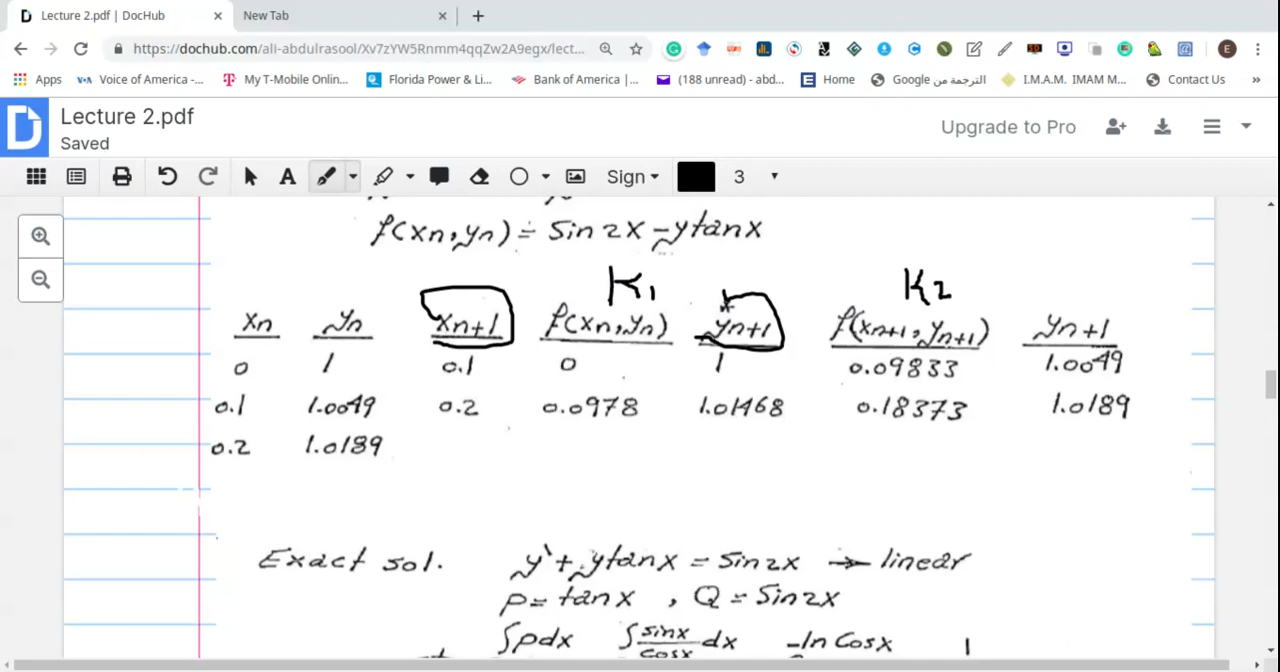 Lecture 2.pdf | DocHub
New Tab
https://dochub.com/ali-abdulrasool/Xv7zYW5Rnmm4qqZw2A9egx/lect...
E
Apps Voice of America -... My T-Mobile Onlin... Florida Power & Li... Bank of America |... (188 unread) - abd... Home الترجمة من Google I.M.A.M. IMAM M... Contact Us »
Lecture 2.pdf
Saved
Upgrade to Pro
A Sign 3
f(xn,yn) = sin2x - ytanx
K1 K2
xn yn xn+1 f(xn,yn) y*n+1 f(xn+1,yn+1) yn+1
0 1 0.1 0 1 0.09833 1.0049
0.1 1.0049 0.2 0.0978 1.01468 0.18373 1.0189
0.2 1.0189
Exact sol. y'+ytanx = sin2x → linear
p = tanx , Q = sin2x
∫pdx ∫sinx/cosx dx -ln cosx 1